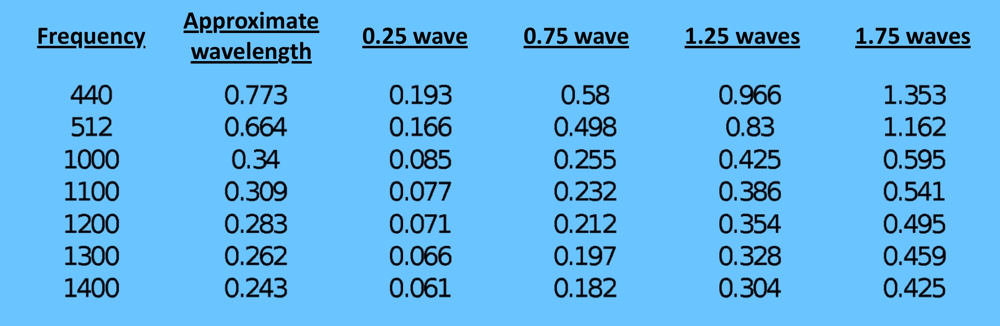 Frequency Approximate wavelength 0.25 wave 0.75 wave 1.25 waves 1.75 waves
440 0.773 0.193 0.58 0.966 1.353
512 0.664 0.166 0.498 0.83 1.162
1000 0.34 0.085 0.255 0.425 0.595
1100 0.309 0.077 0.232 0.386 0.541
1200 0.283 0.071 0.212 0.354 0.495
1300 0.262 0.066 0.197 0.328 0.459
1400 0.243 0.061 0.182 0.304 0.425